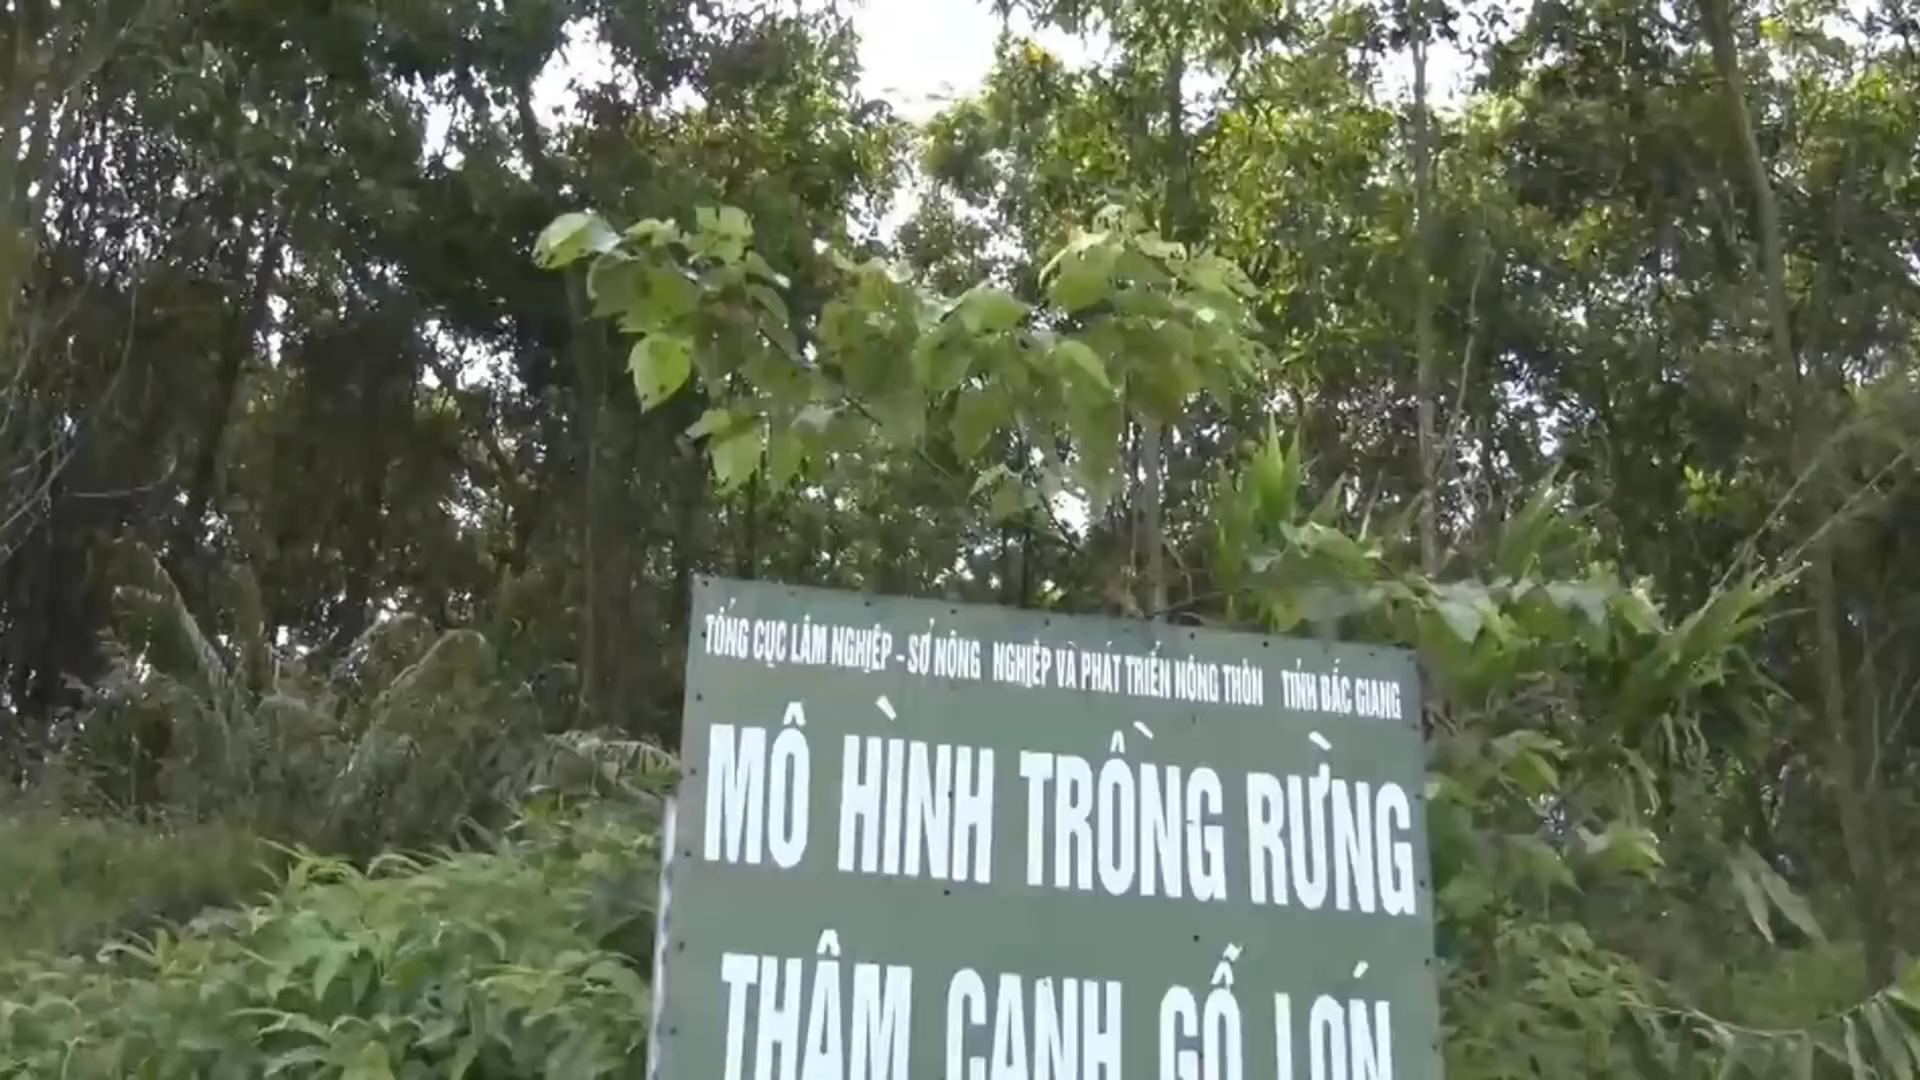 TỔNG CỤC LÂM NGHIỆP - SỞ NÔNG NGHIỆP VÀ PHÁT TRIỂN NÔNG THÔN TỈNH BẮC GIANG
MÔ HÌNH TRỒNG RỪNG
THÂM CANH GỖ LỚN